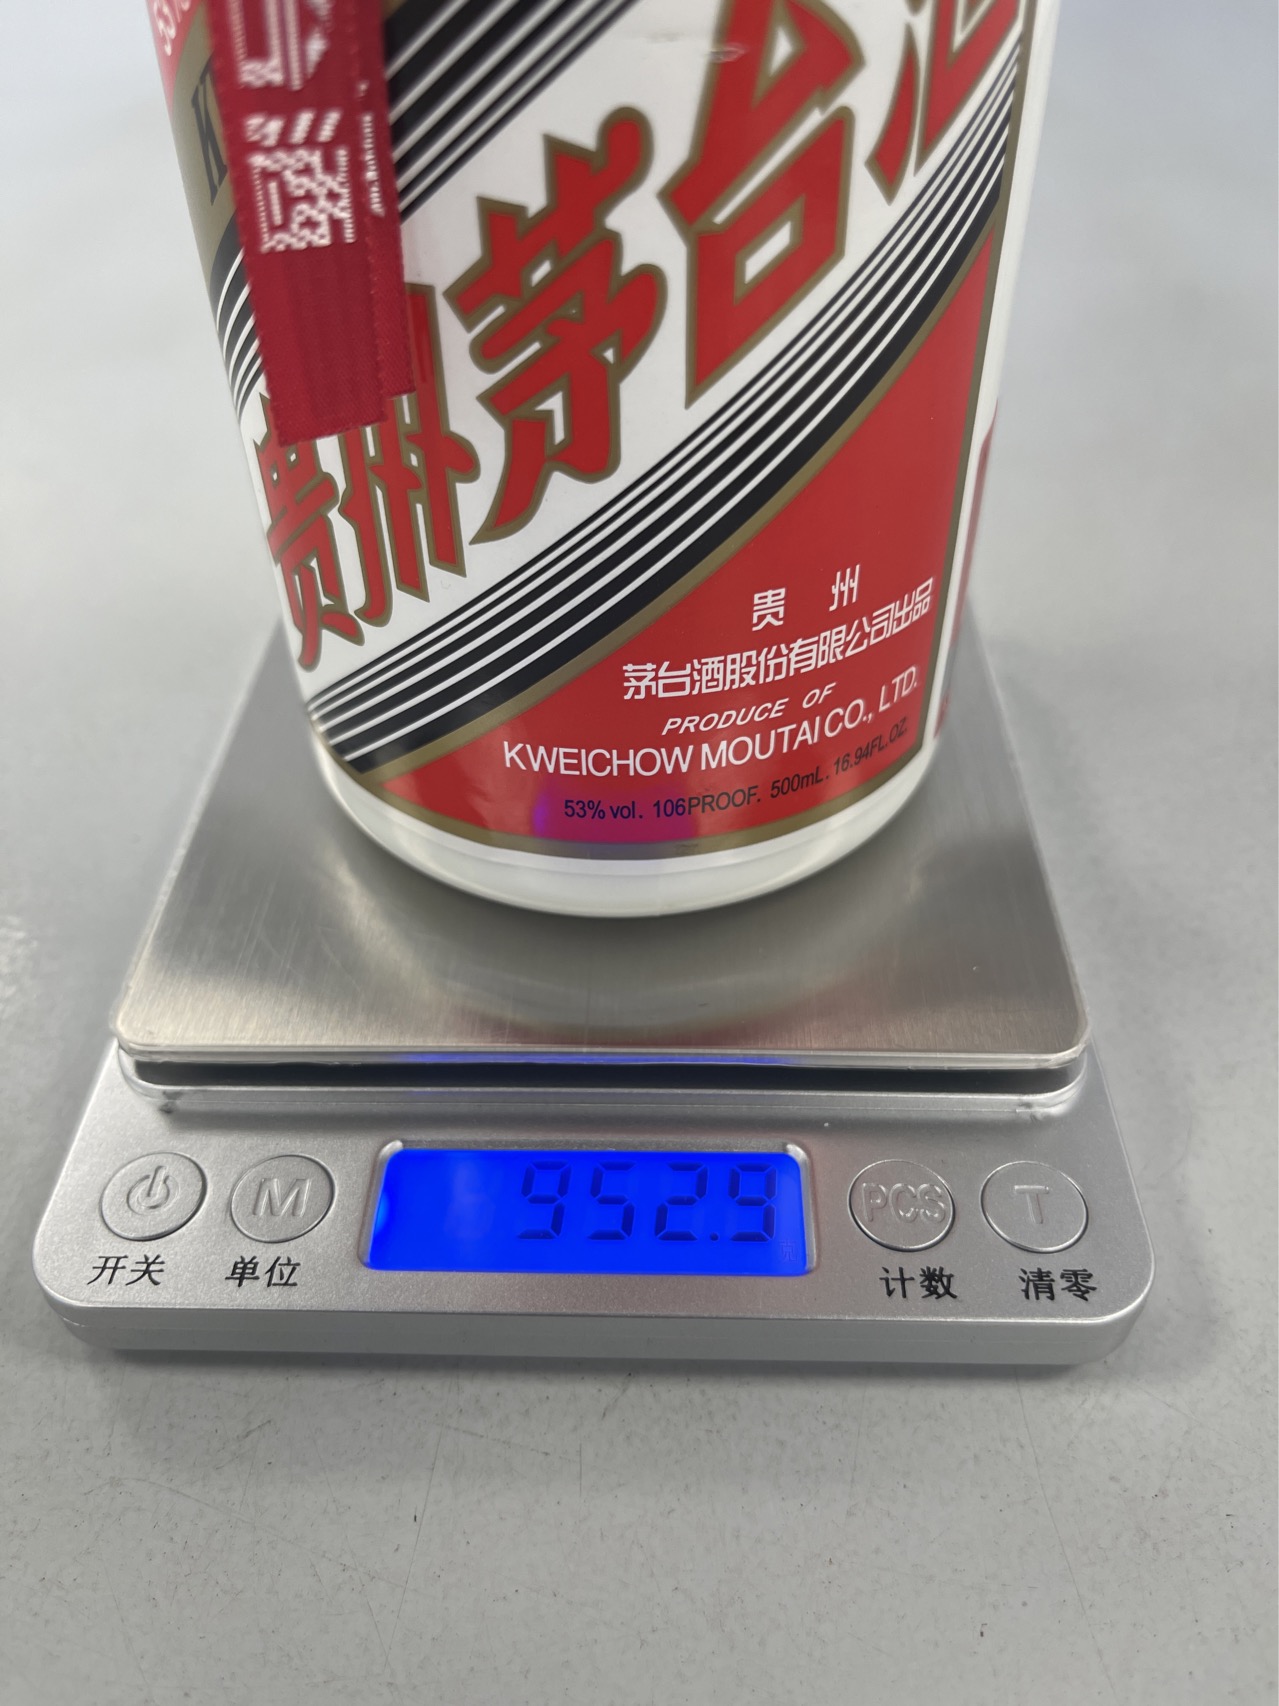 贵州茅台酒
贵 州
茅台酒股份有限公司出品
PRODUCE OF
KWEICHOW MOUTAI CO., LTD.
53% vol. 106PROOF. 500mL. 16.94FL.OZ.
952.9
M
PCS
T
开关
单位
计数
清零